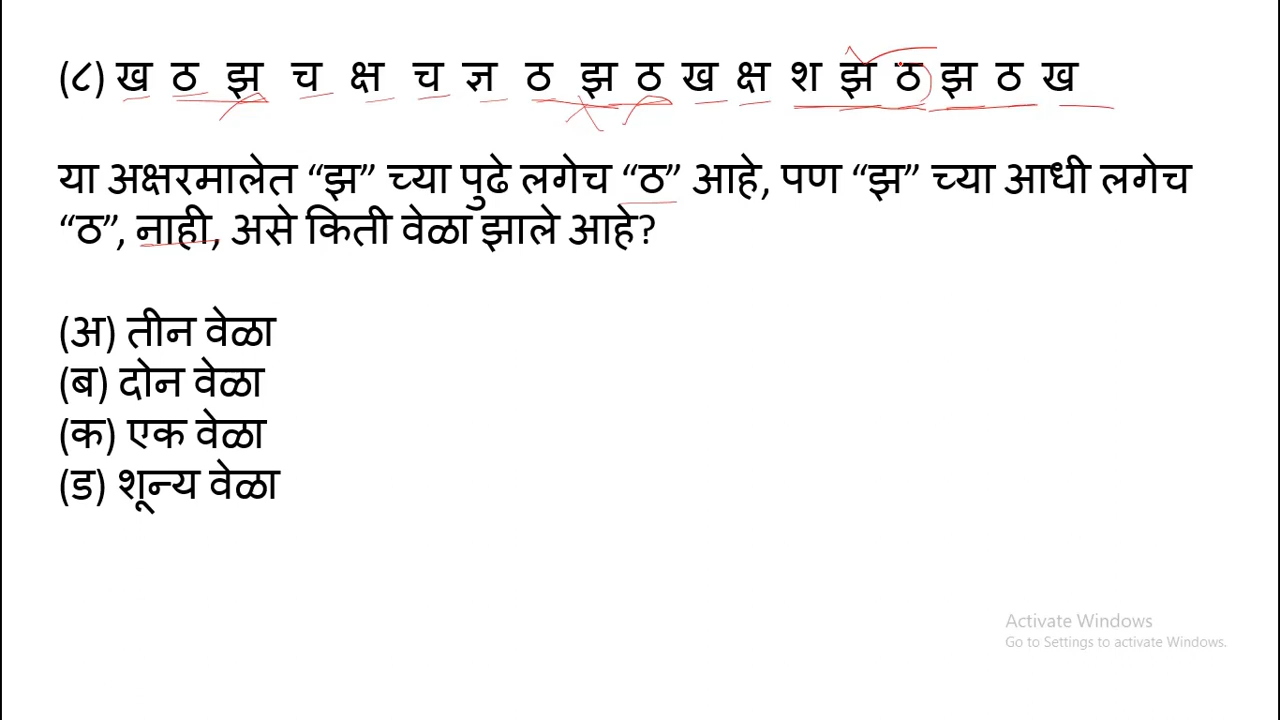 (८) ख ठ झ च क्ष च ज्ञ ठ झ ठ ख क्ष श झ ठ झ ठ ख
या अक्षरमालेत “झ” च्या पुढे लगेच “ठ” आहे, पण “झ” च्या आधी लगेच
“ठ”, नाही, असे किती वेळा झाले आहे?
(अ) तीन वेळा
(ब) दोन वेळा
(क) एक वेळा
(ड) शून्य वेळा
Activate Windows
Go to Settings to activate Windows.